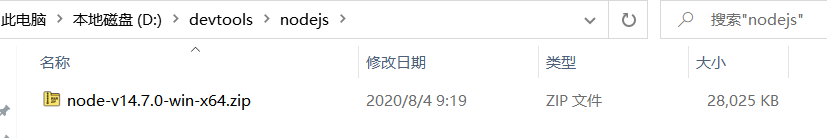 此电脑 › 本地磁盘 (D:) › devtools › nodejs ›
搜索"nodejs"
名称 修改日期 类型 大小
node-v14.7.0-win-x64.zip 2020/8/4 9:19 ZIP 文件 28,025 KB